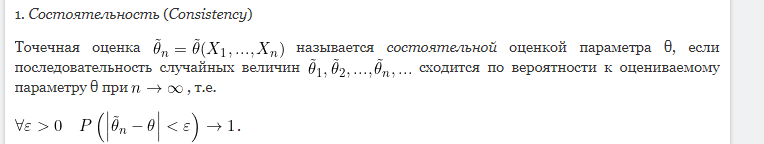 1. Состоятельность (Consistency)
Точечная оценка θ̃ₙ = θ̃(X₁, ..., Xₙ) называется состоятельной оценкой параметра θ, если
последовательность случайных величин θ̃₁, θ̃₂, ..., θ̃ₙ, ... сходится по вероятности к оцениваемому
параметру θ при n → ∞ , т.е.
∀ε > 0 P(|θ̃ₙ − θ| < ε) → 1.